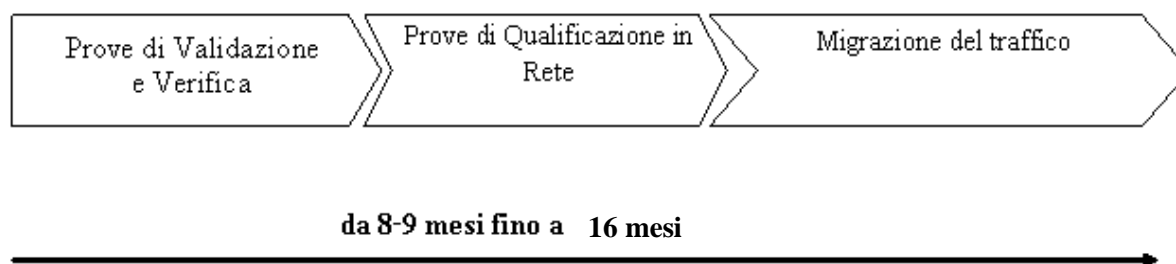 Prove di Validazione
e Verifica
Prove di Qualificazione in
Rete
Migrazione del traffico
da 8-9 mesi fino a 16 mesi